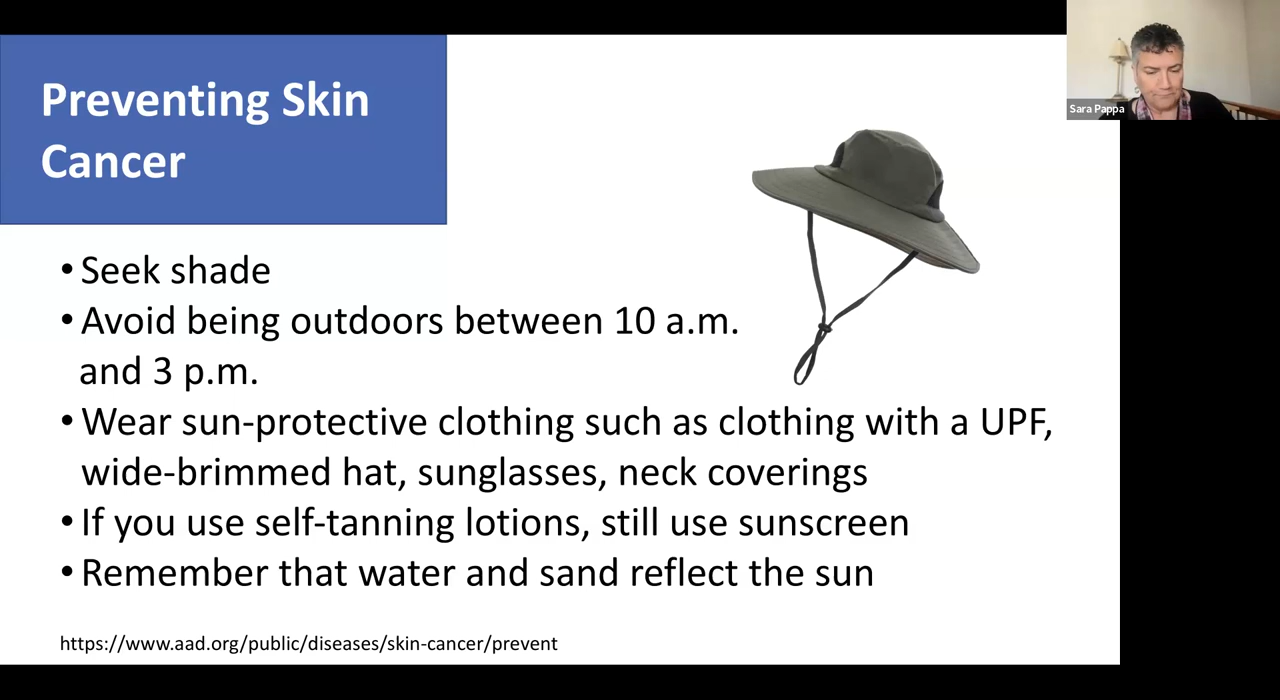 Preventing Skin
Cancer
Sara Pappa
• Seek shade
• Avoid being outdoors between 10 a.m.
and 3 p.m.
• Wear sun-protective clothing such as clothing with a UPF,
wide-brimmed hat, sunglasses, neck coverings
• If you use self-tanning lotions, still use sunscreen
• Remember that water and sand reflect the sun
https://www.aad.org/public/diseases/skin-cancer/prevent